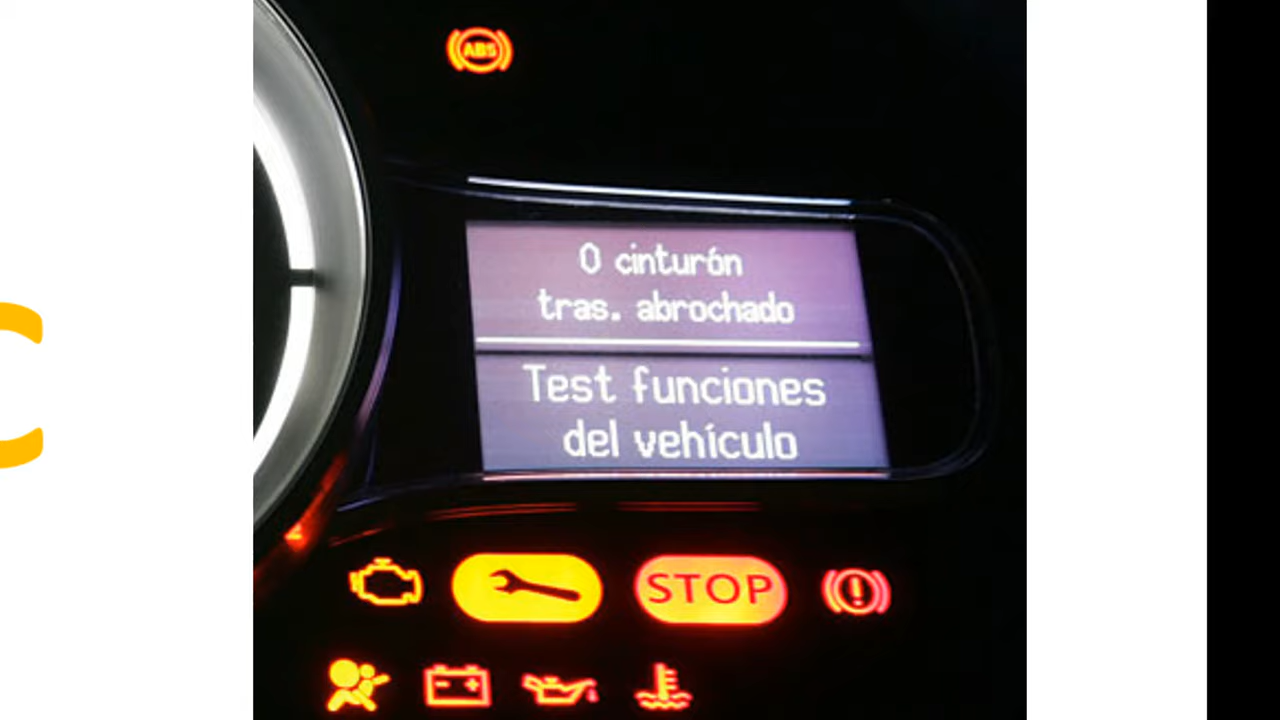 ABS
0 cinturón
tras. abrochado
Test funciones
del vehículo
STOP